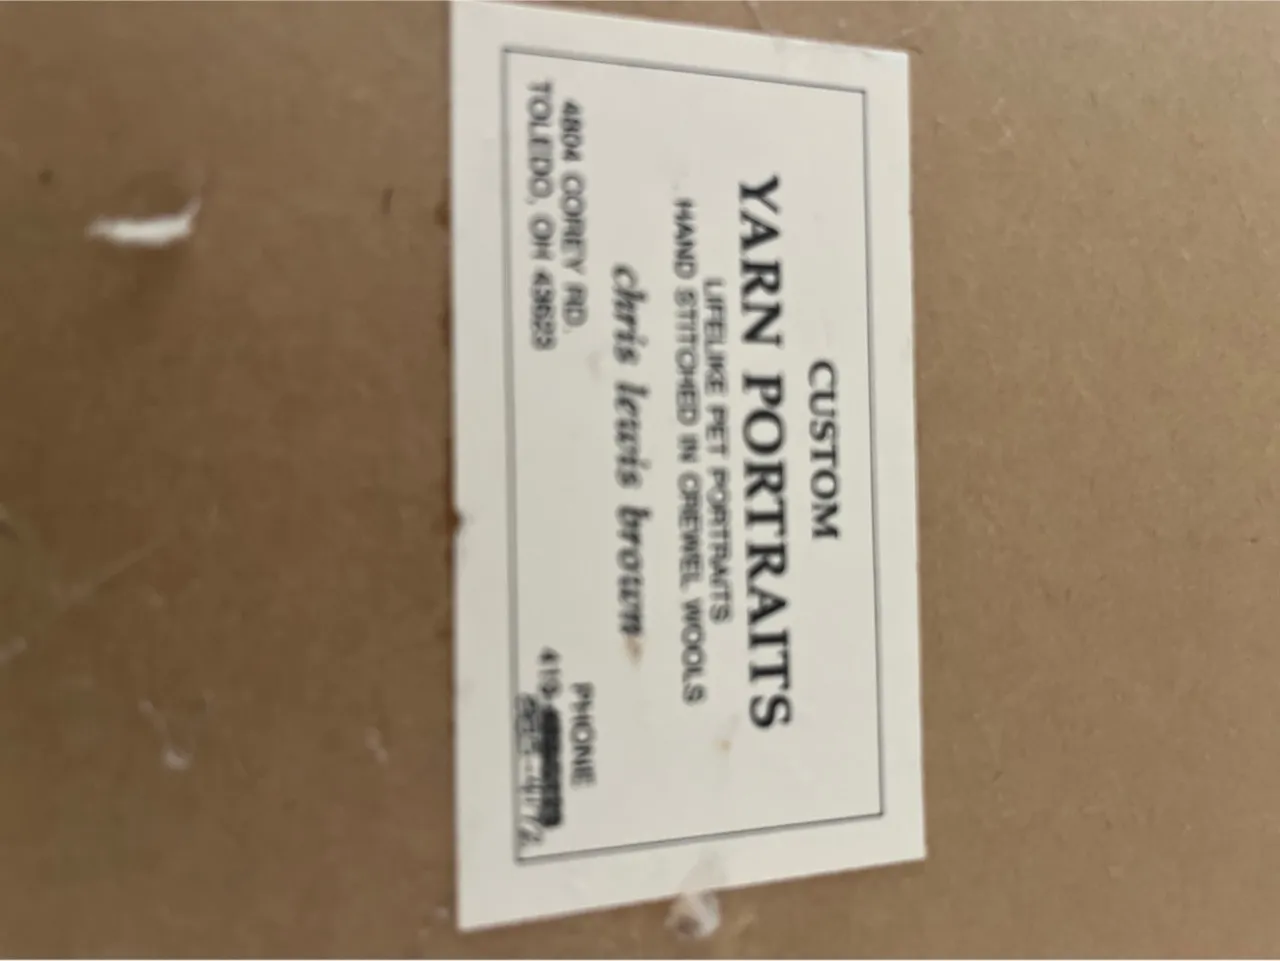 CUSTOM
YARN PORTRAITS
LIFELIKE PET PORTRAITS
HAND STITCHED IN CREWEL WOOLS
chris lewis brown
4804 COREY RD.
TOLEDO, OH 43623
PHONE
419-